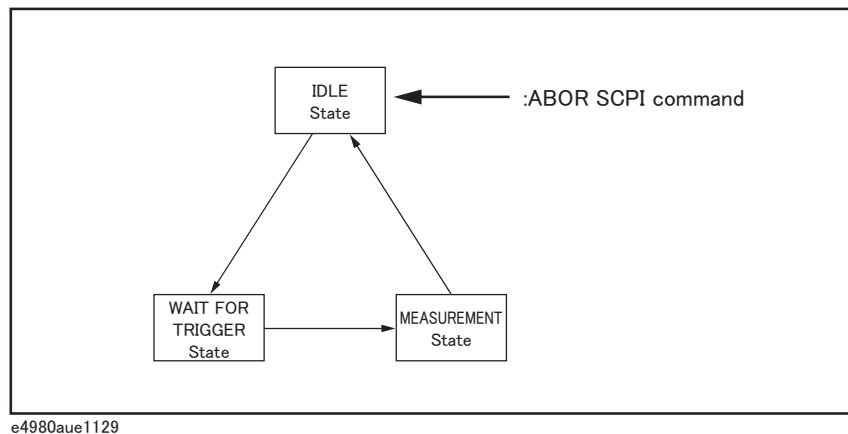 IDLE
State
:ABOR SCPI command
WAIT FOR
TRIGGER
State
MEASUREMENT
State
e4980aue1129